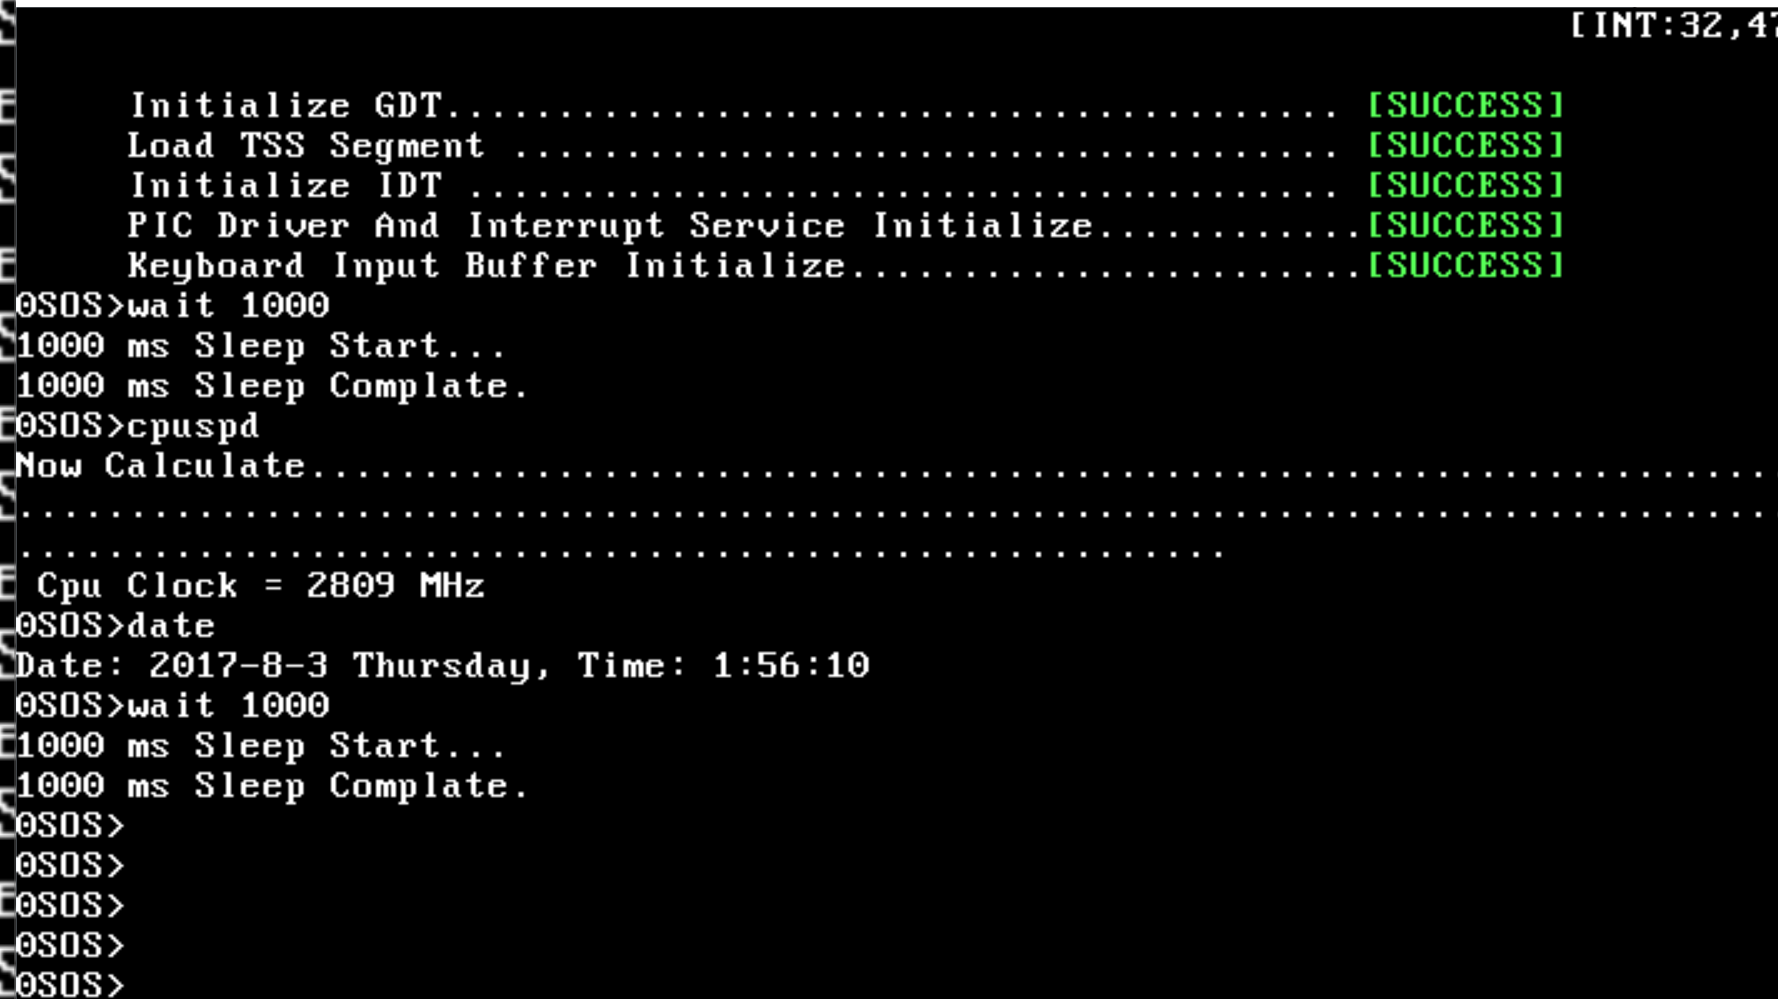 [INT:32,47
Initialize GDT........................................ [SUCCESS]
Load TSS Segment ..................................... [SUCCESS]
Initialize IDT ....................................... [SUCCESS]
PIC Driver And Interrupt Service Initialize............[SUCCESS]
Keyboard Input Buffer Initialize.......................[SUCCESS]
0SOS>wait 1000
1000 ms Sleep Start...
1000 ms Sleep Complate.
0SOS>cpuspd
Now Calculate.................................................................
...............................................................................
......................................................
Cpu Clock = 2809 MHz
0SOS>date
Date: 2017-8-3 Thursday, Time: 1:56:10
0SOS>wait 1000
1000 ms Sleep Start...
1000 ms Sleep Complate.
0SOS>
0SOS>
0SOS>
0SOS>
0SOS>